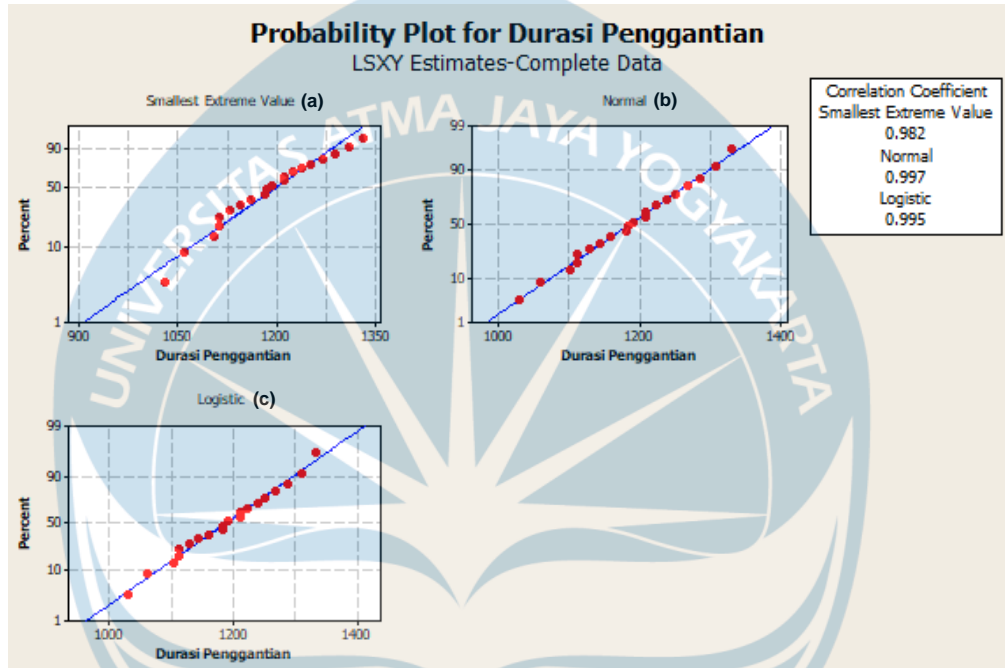 Probability Plot for Durasi Penggantian
LSXY Estimates-Complete Data
Smallest Extreme Value (a)
90
50
10
1
Percent
900 1050 1200 1350
Durasi Penggantian
Normal (b)
99
90
50
10
1
Percent
1000 1200 1400
Durasi Penggantian
Correlation Coefficient
Smallest Extreme Value
0.982
Normal
0.997
Logistic
0.995
Logistic (c)
99
90
50
10
1
Percent
1000 1200 1400
Durasi Penggantian
UNIVERSITAS ATMA JAYA YOGYAKARTA